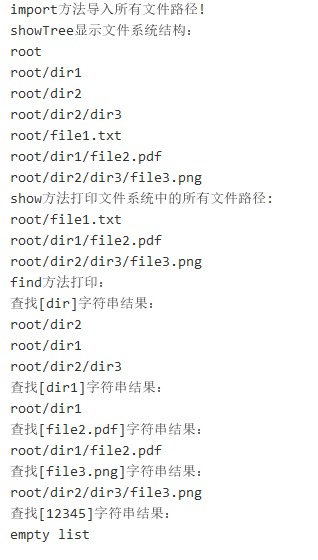 import方法导入所有文件路径!
showTree显示文件系统结构:
root
root/dir1
root/dir2
root/dir2/dir3
root/file1.txt
root/dir1/file2.pdf
root/dir2/dir3/file3.png
show方法打印文件系统中的所有文件路径:
root/file1.txt
root/dir1/file2.pdf
root/dir2/dir3/file3.png
find方法打印:
查找[dir]字符串结果:
root/dir2
root/dir1
root/dir2/dir3
查找[dir1]字符串结果:
root/dir1
查找[file2.pdf]字符串结果:
root/dir1/file2.pdf
查找[file3.png]字符串结果:
root/dir2/dir3/file3.png
查找[12345]字符串结果:
empty list